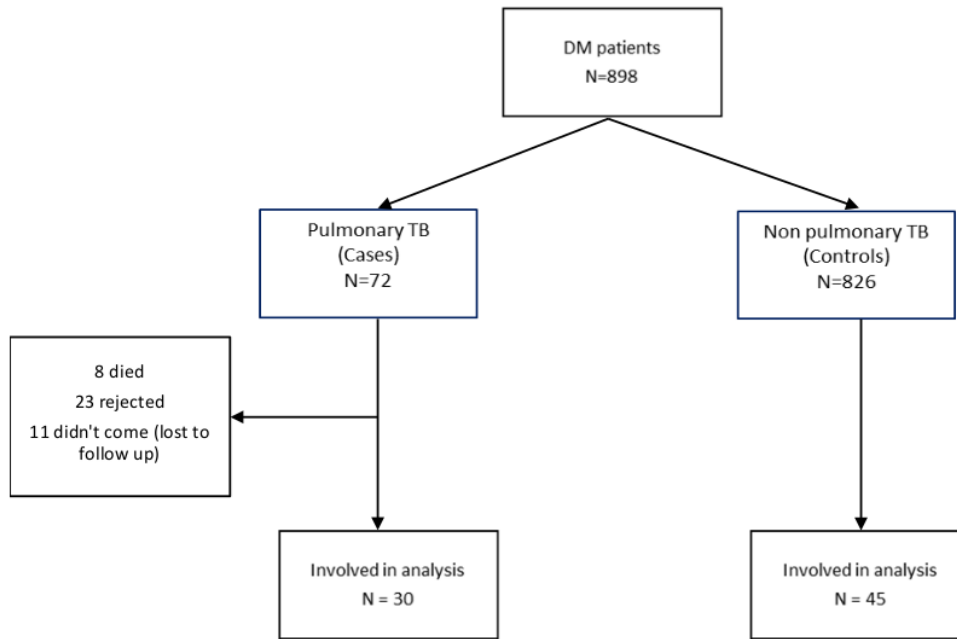 DM patients
N=898
Pulmonary TB
(Cases)
N=72
Non pulmonary TB
(Controls)
N=826
8 died
23 rejected
11 didn't come (lost to
follow up)
Involved in analysis
N = 30
Involved in analysis
N = 45